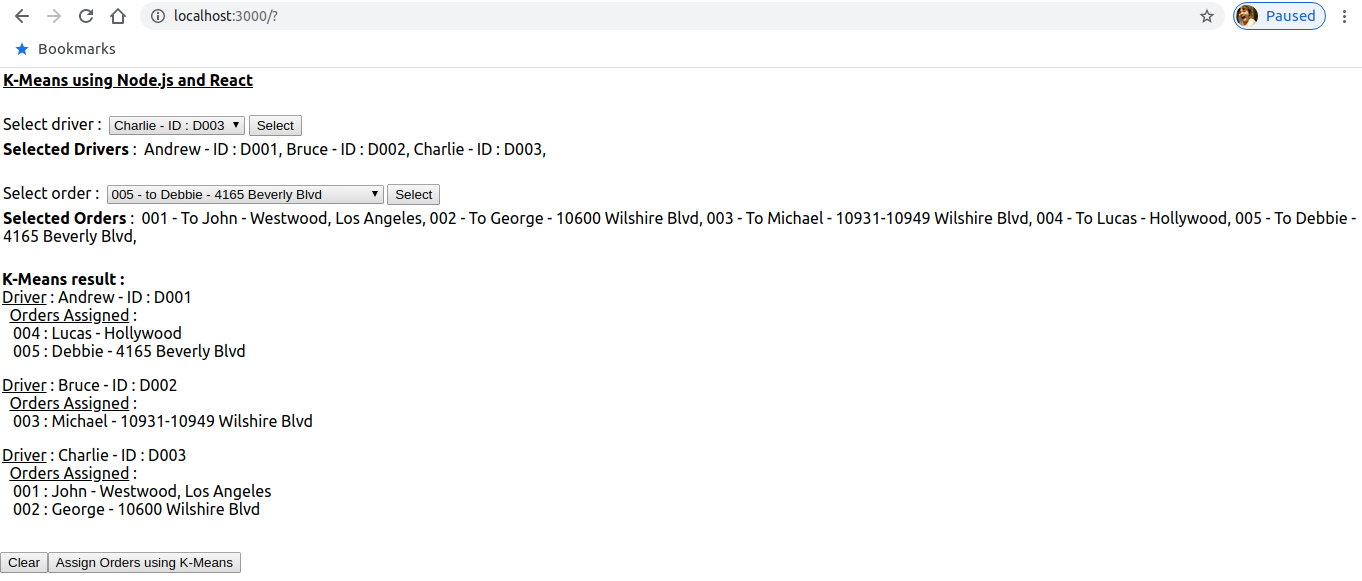 localhost:3000/?
Paused
Bookmarks
K-Means using Node.js and React
Select driver : Charlie - ID : D003 Select
Selected Drivers : Andrew - ID : D001, Bruce - ID : D002, Charlie - ID : D003,
Select order : 005 - to Debbie - 4165 Beverly Blvd Select
Selected Orders : 001 - To John - Westwood, Los Angeles, 002 - To George - 10600 Wilshire Blvd, 003 - To Michael - 10931-10949 Wilshire Blvd, 004 - To Lucas - Hollywood, 005 - To Debbie -
4165 Beverly Blvd,
K-Means result :
Driver : Andrew - ID : D001
Orders Assigned :
004 : Lucas - Hollywood
005 : Debbie - 4165 Beverly Blvd
Driver : Bruce - ID : D002
Orders Assigned :
003 : Michael - 10931-10949 Wilshire Blvd
Driver : Charlie - ID : D003
Orders Assigned :
001 : John - Westwood, Los Angeles
002 : George - 10600 Wilshire Blvd
Clear Assign Orders using K-Means